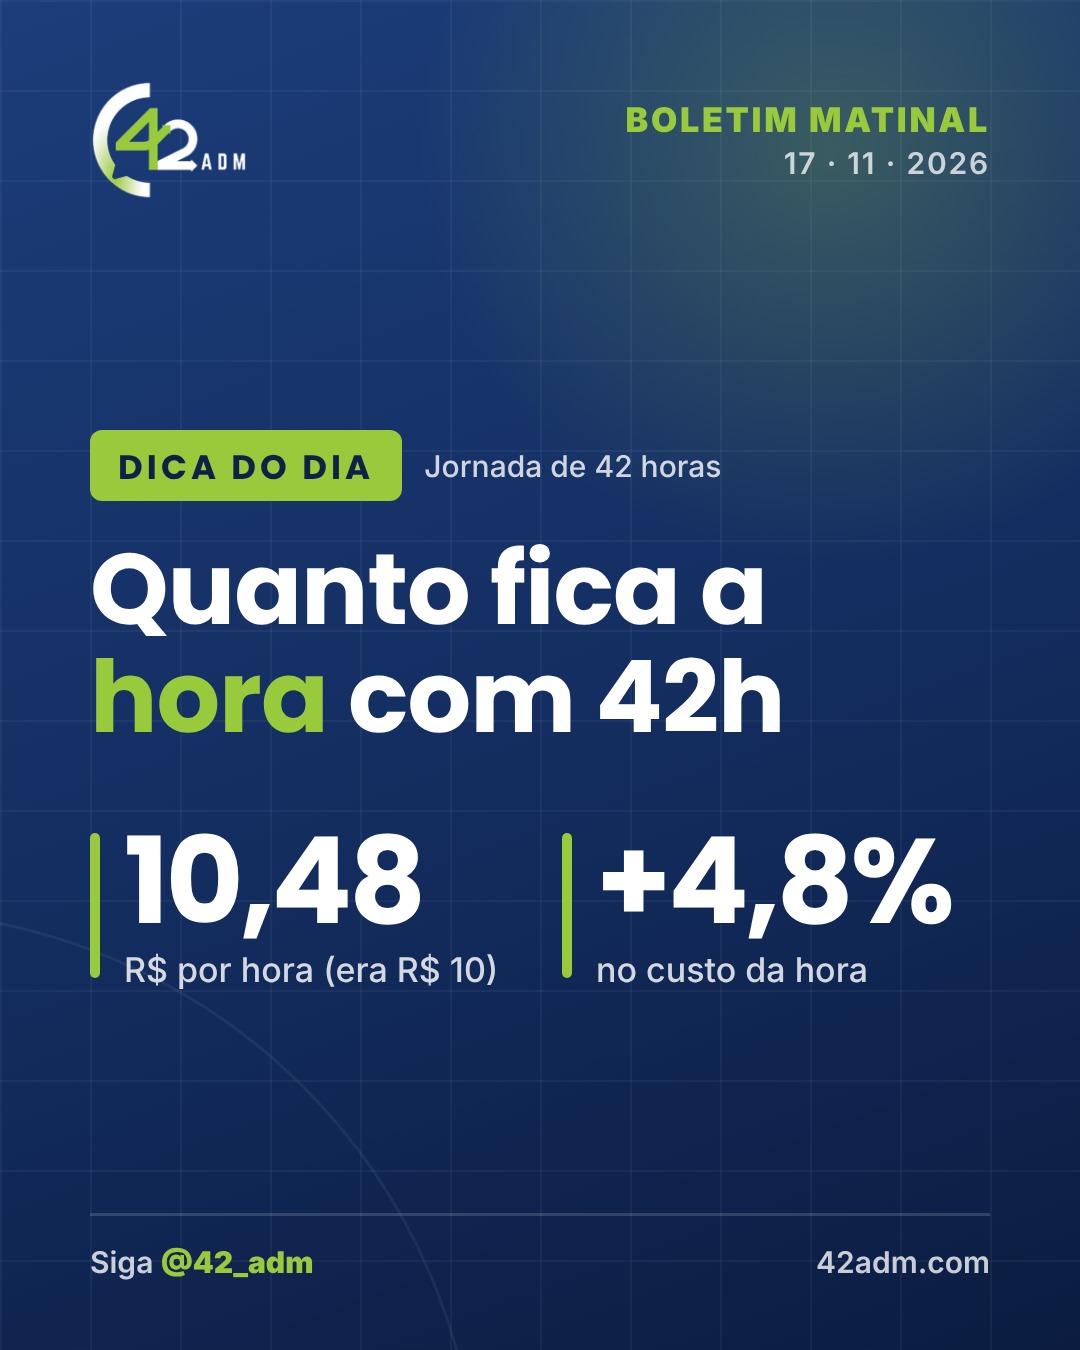 42 ADM
BOLETIM MATINAL
17 · 11 · 2026
DICA DO DIA
Jornada de 42 horas
Quanto fica a
hora com 42h
10,48
R$ por hora (era R$ 10)
+4,8%
no custo da hora
Siga @42_adm
42adm.com